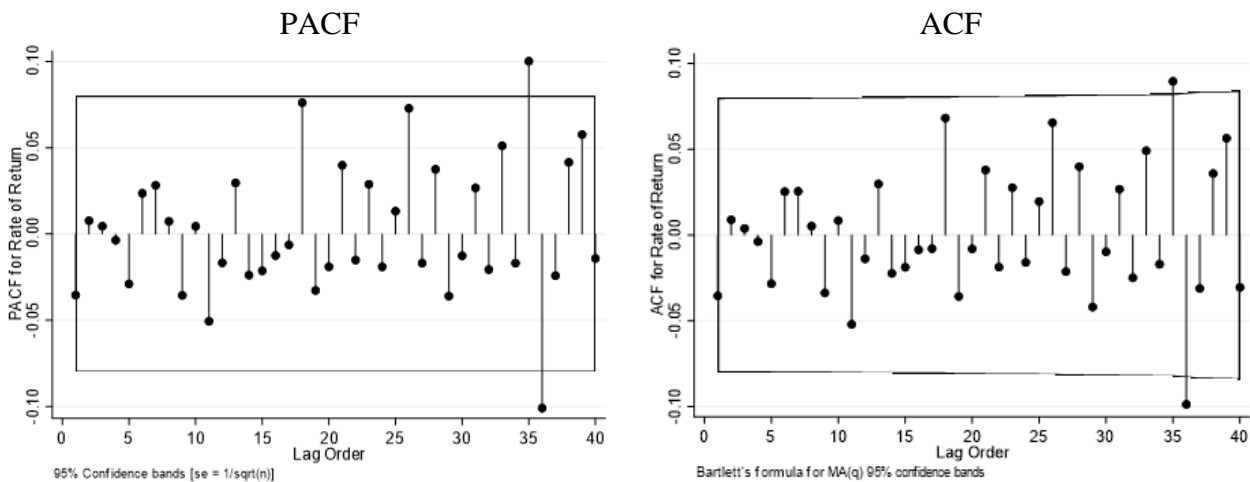 PACF
PACF for Rate of Return
0.10
0.05
0.00
-0.05
-0.10
0 5 10 15 20 25 30 35 40
Lag Order
95% Confidence bands [se = 1/sqrt(n)]
ACF
ACF for Rate of Return
0.10
0.05
0.00
-0.05
-0.10
0 5 10 15 20 25 30 35 40
Lag Order
Bartlett's formula for MA(q) 95% confidence bands